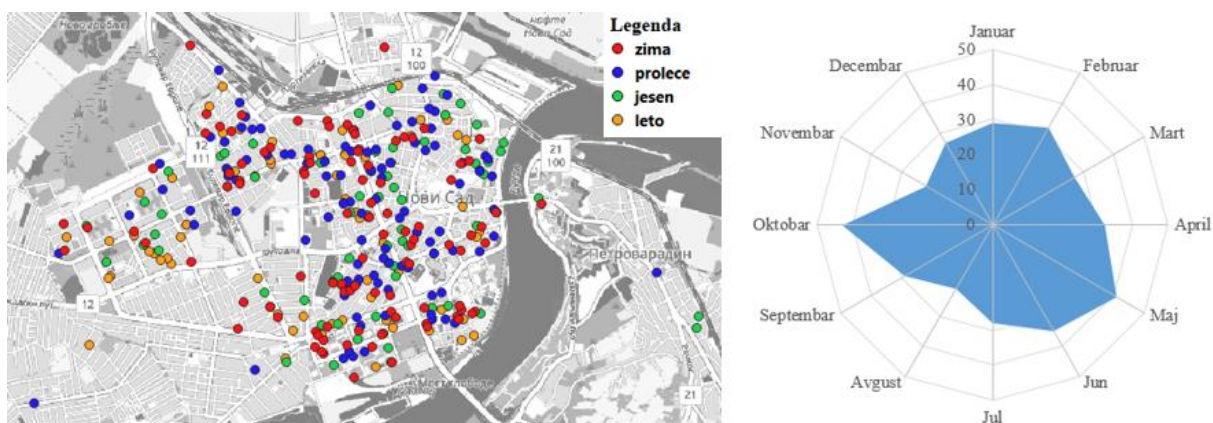 Legenda
zima
prolece
jesen
leto
12
100
12
111
21
100
Нови Сад
Петроварадин
12
21
Januar
Februar
Mart
April
Maj
Jun
Jul
Avgust
Septembar
Oktobar
Novembar
Decembar
50
40
30
20
10
0